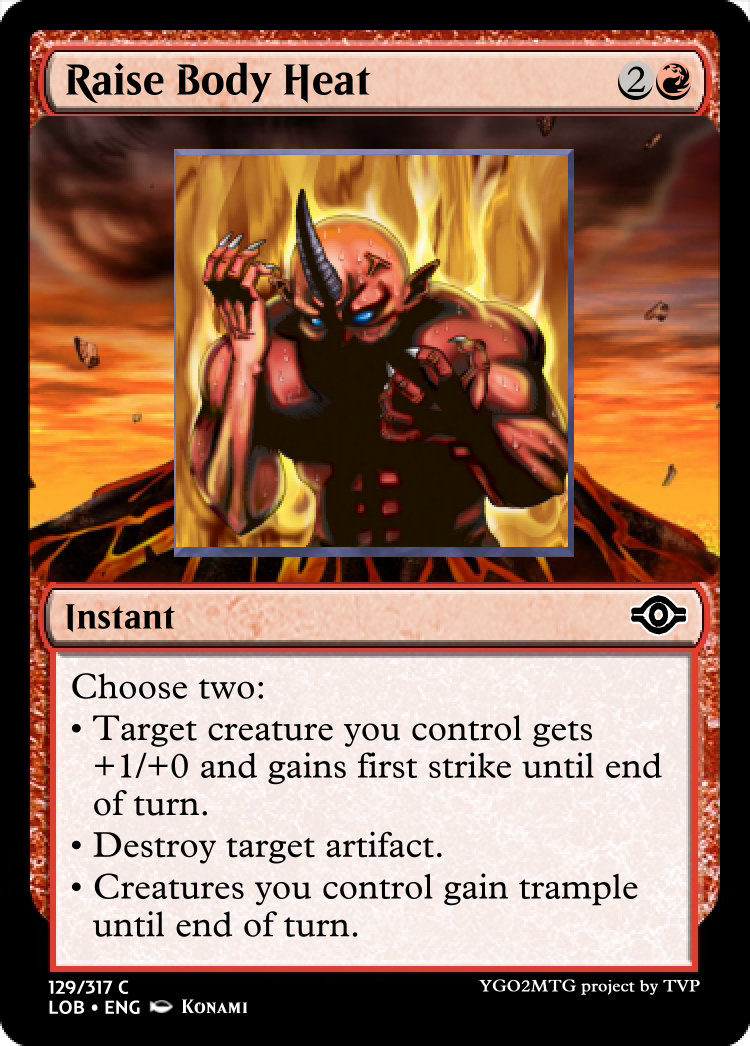 Raise Body Heat 2
Instant
Choose two:
• Target creature you control gets
+1/+0 and gains first strike until end
of turn.
• Destroy target artifact.
• Creatures you control gain trample
until end of turn.
129/317 C
YGO2MTG project by TVP
LOB • ENG Konami